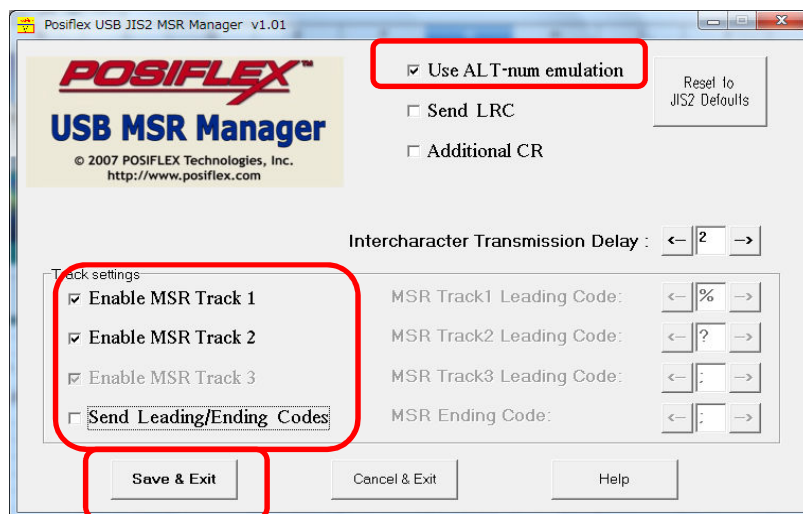 Posiflex USB JIS2 MSR Manager v1.01
POSIFLEX™
USB MSR Manager
© 2007 POSIFLEX Technologies, Inc.
http://www.posiflex.com
Use ALT-num emulation
Send LRC
Additional CR
Reset to
JIS2 Defaults
Intercharacter Transmission Delay : <- 2 ->
Track settings
Enable MSR Track 1
MSR Track1 Leading Code: <- % ->
Enable MSR Track 2
MSR Track2 Leading Code: <- ? ->
Enable MSR Track 3
MSR Track3 Leading Code: <- ; ->
Send Leading/Ending Codes
MSR Ending Code: <- ; ->
Save & Exit
Cancel & Exit
Help